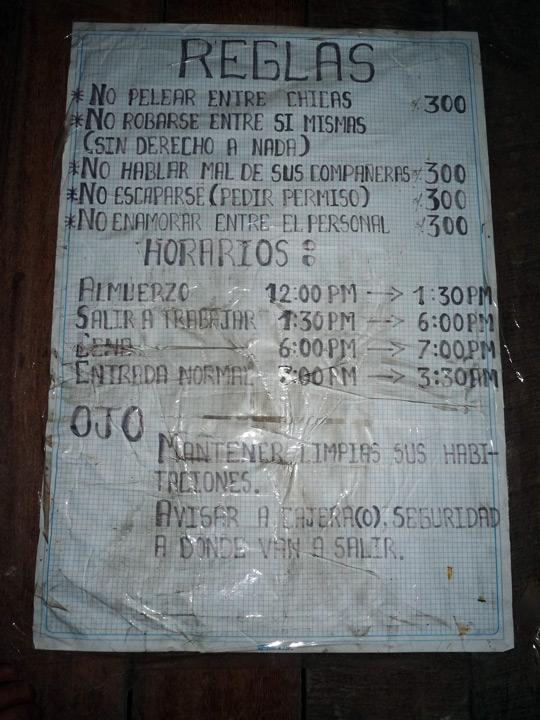 REGLAS
* NO PELEAR ENTRE CHICAS S/. 300
* NO ROBARSE ENTRE SI MISMAS
(SIN DERECHO A NADA)
* NO HABLAR MAL DE SUS COMPAÑERAS S/. 300
* NO ESCAPARSE (PEDIR PERMISO) S/. 300
* NO ENAMORAR ENTRE EL PERSONAL S/. 300
HORARIOS :
ALMUERZO 12:00 PM --> 1:30 PM
SALIR A TRABAJAR 1:30 PM --> 6:00 PM
CENA 6:00 PM --> 7:00 PM
ENTRADA NORMAL 7:00 PM --> 3:30 AM
OJO
MANTENER LIMPIAS SUS HABI-
TACIONES.
AVISAR A CAJERA(O), SEGURIDAD
A DONDE VAN A SALIR.